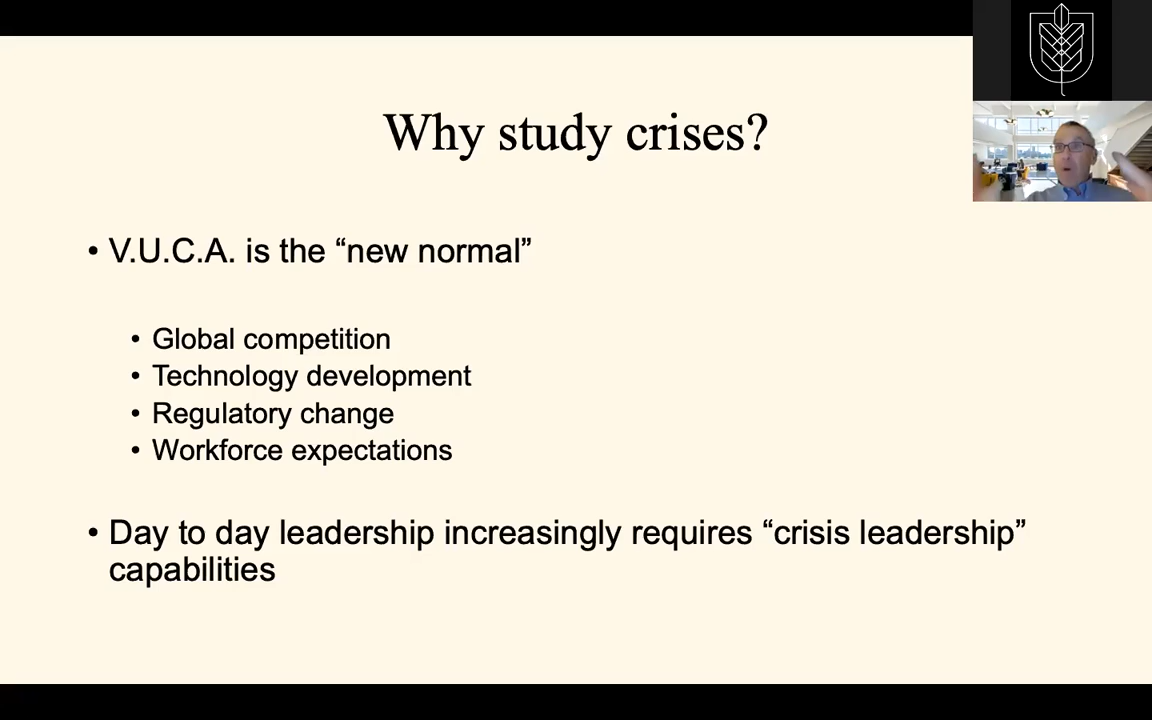 Why study crises?
• V.U.C.A. is the “new normal”
• Global competition
• Technology development
• Regulatory change
• Workforce expectations
• Day to day leadership increasingly requires “crisis leadership”
capabilities